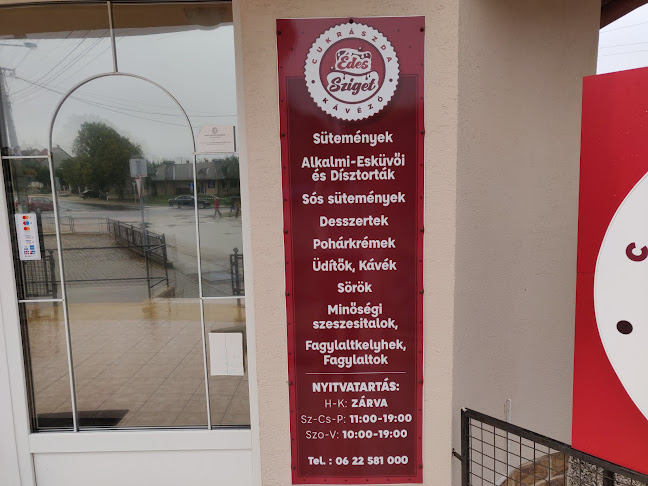 CUKRÁSZDA
Édes
Sziget
KÁVÉZÓ
Sütemények
Alkalmi-Esküvői
és Dísztorták
Sós sütemények
Desszertek
Pohárkrémek
Üdítők, Kávék
Sörök
Minőségi
szeszesitalok,
Fagylaltkelyhek,
Fagylaltok
NYITVATARTÁS:
H-K: ZÁRVA
Sz-Cs-P: 11:00-19:00
Szo-V: 10:00-19:00
Tel. : 06 22 581 000